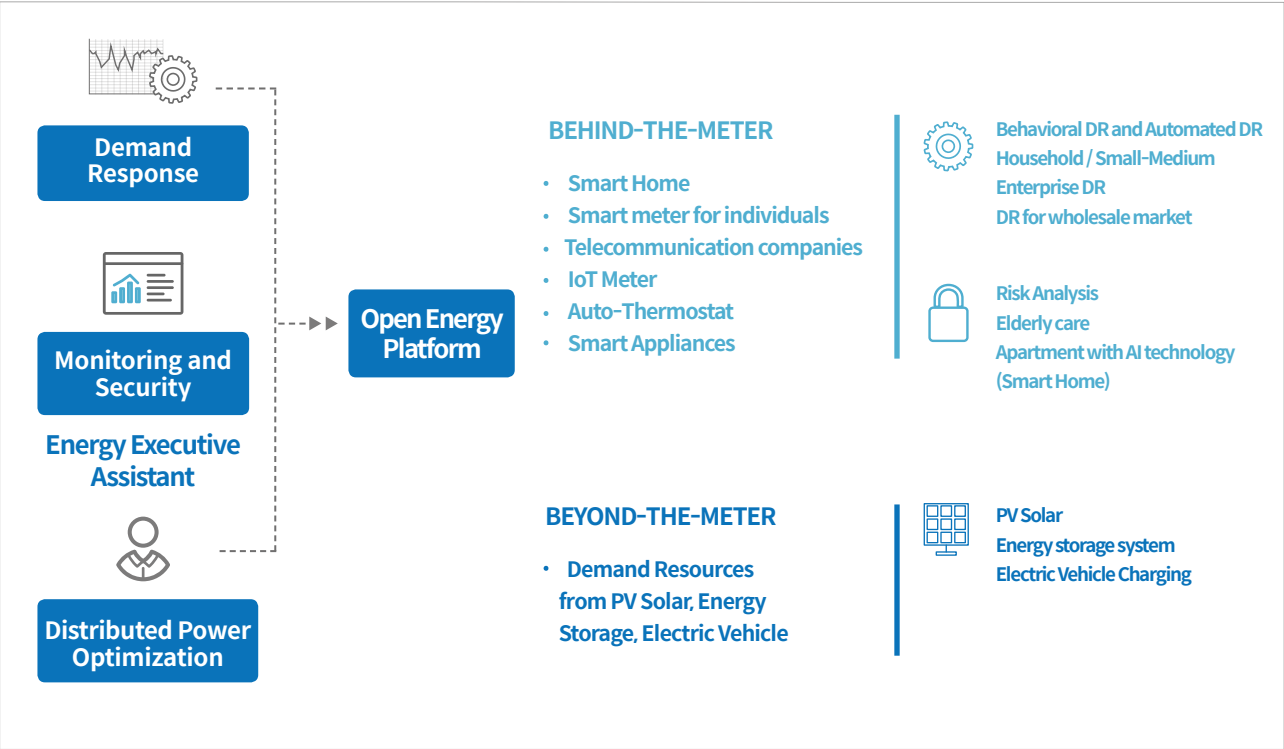 Demand
Response
Monitoring and
Security
Energy Executive
Assistant
Distributed Power
Optimization
Open Energy
Platform
BEHIND-THE-METER
• Smart Home
• Smart meter for individuals
• Telecommunication companies
• IoT Meter
• Auto-Thermostat
• Smart Appliances
Behavioral DR and Automated DR
Household / Small-Medium
Enterprise DR
DR for wholesale market
Risk Analysis
Elderly care
Apartment with AI technology
(Smart Home)
BEYOND-THE-METER
• Demand Resources
from PV Solar, Energy
Storage, Electric Vehicle
PV Solar
Energy storage system
Electric Vehicle Charging